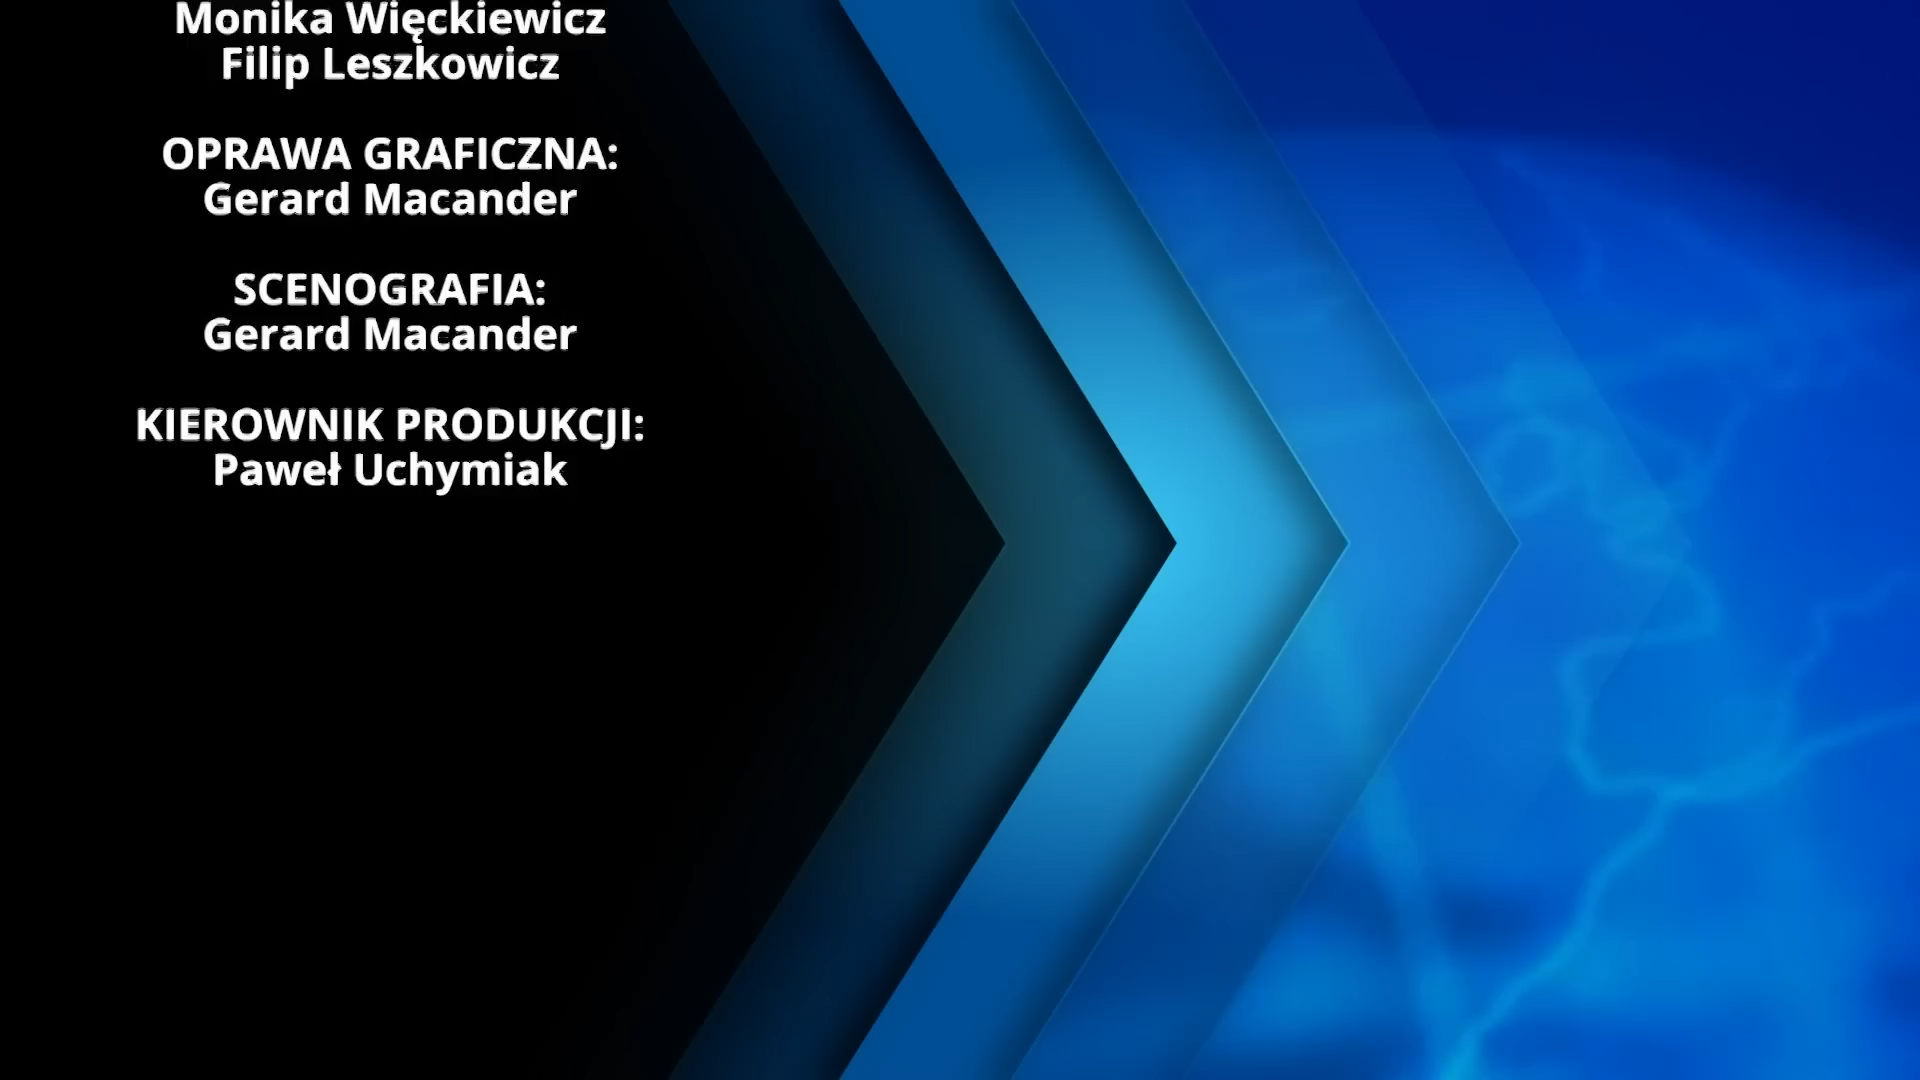 Monika Więckiewicz
Filip Leszkowicz
OPRAWA GRAFICZNA:
Gerard Macander
SCENOGRAFIA:
Gerard Macander
KIEROWNIK PRODUKCJI:
Paweł Uchymiak